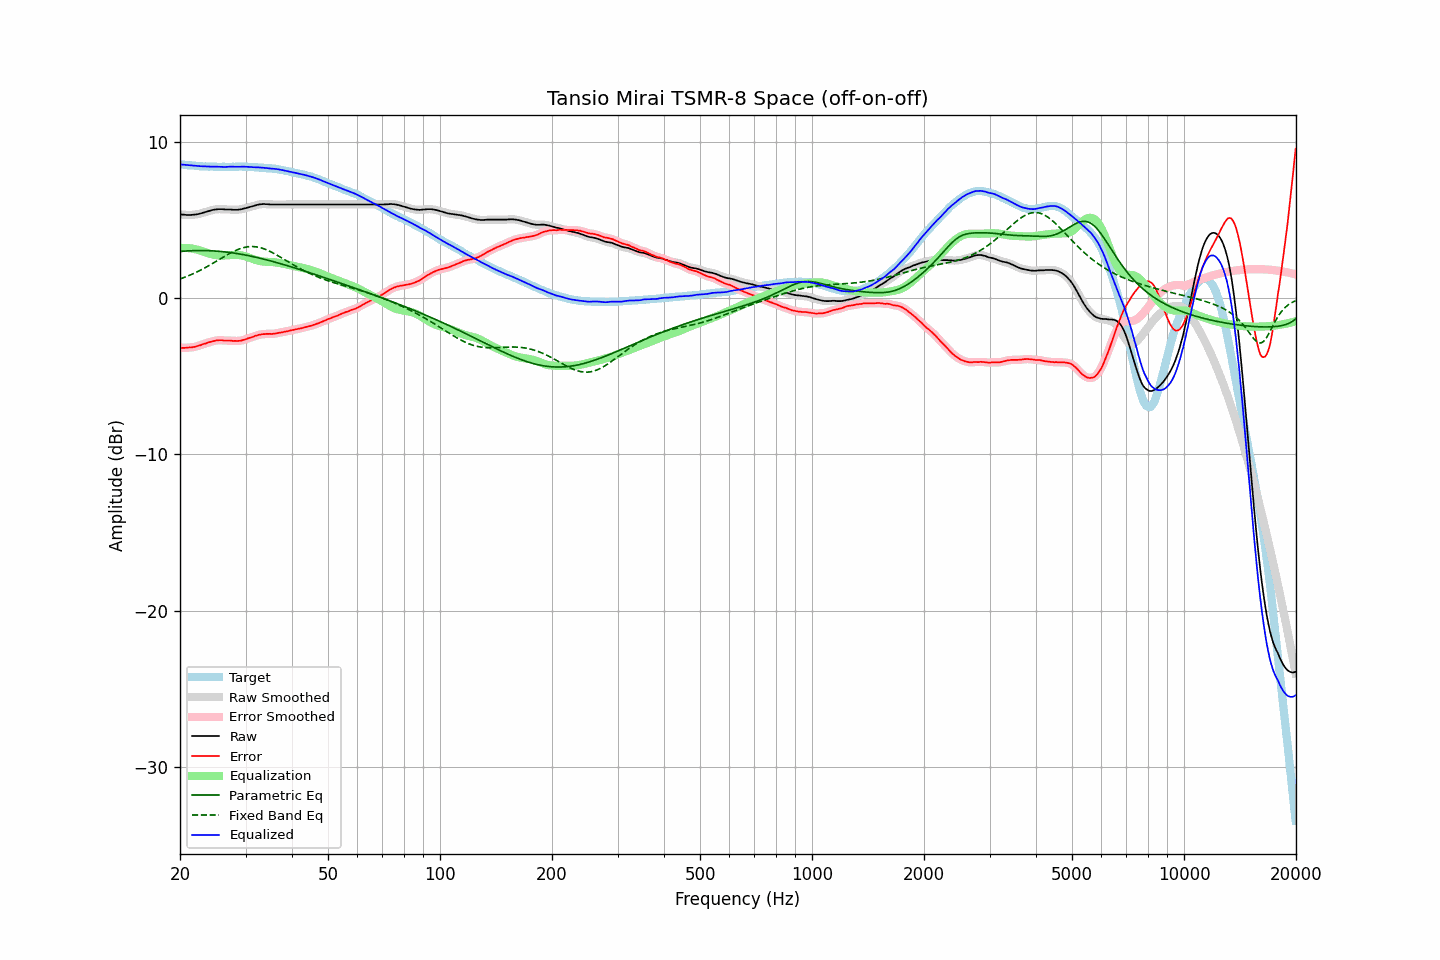 Tansio Mirai TSMR-8 Space (off-on-off)
10
0
−10
−20
−30
Amplitude (dBr)
Target
Raw Smoothed
Error Smoothed
Raw
Error
Equalization
Parametric Eq
Fixed Band Eq
Equalized
20 50 100 200 500 1000 2000 5000 10000 20000
Frequency (Hz)